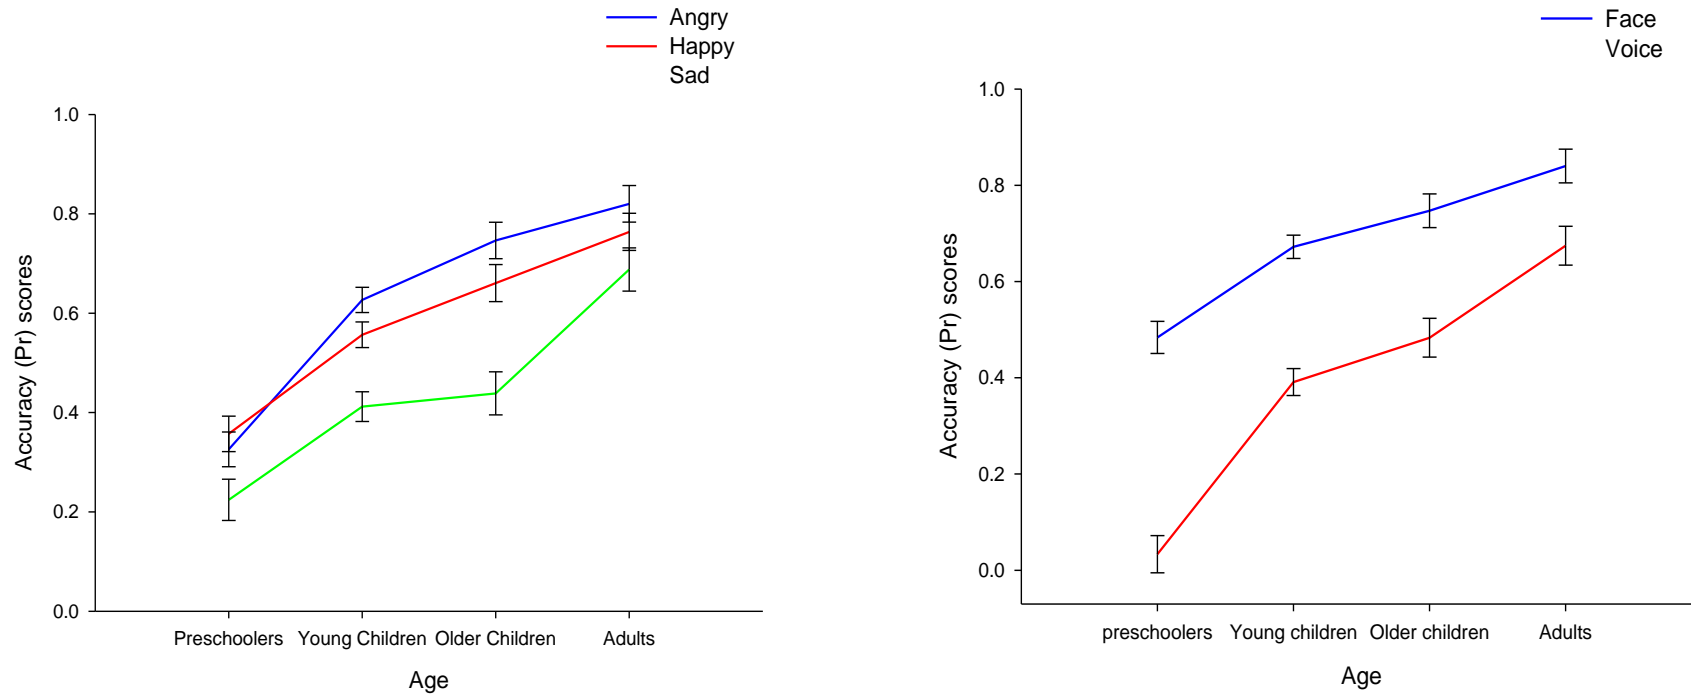 Angry
Happy
Sad
1.0
0.8
0.6
0.4
0.2
0.0
Accuracy (Pr) scores
Preschoolers Young Children Older Children Adults
Age
Face
Voice
1.0
0.8
0.6
0.4
0.2
0.0
Accuracy (Pr) scores
preschoolers Young children Older children Adults
Age